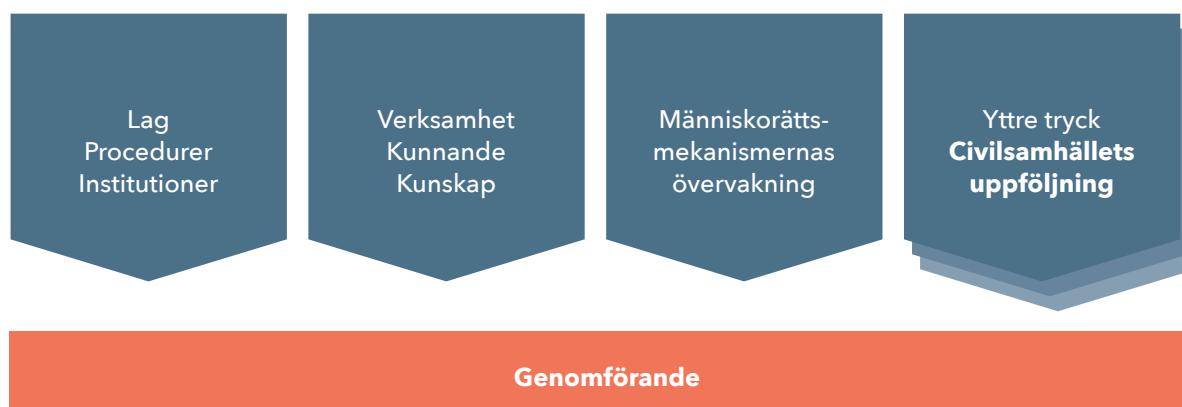 Lag
Procedurer
Institutioner
Verksamhet
Kunnande
Kunskap
Människorätts-
mekanismernas
övervakning
Yttre tryck
Civilsamhällets
uppföljning
Genomförande